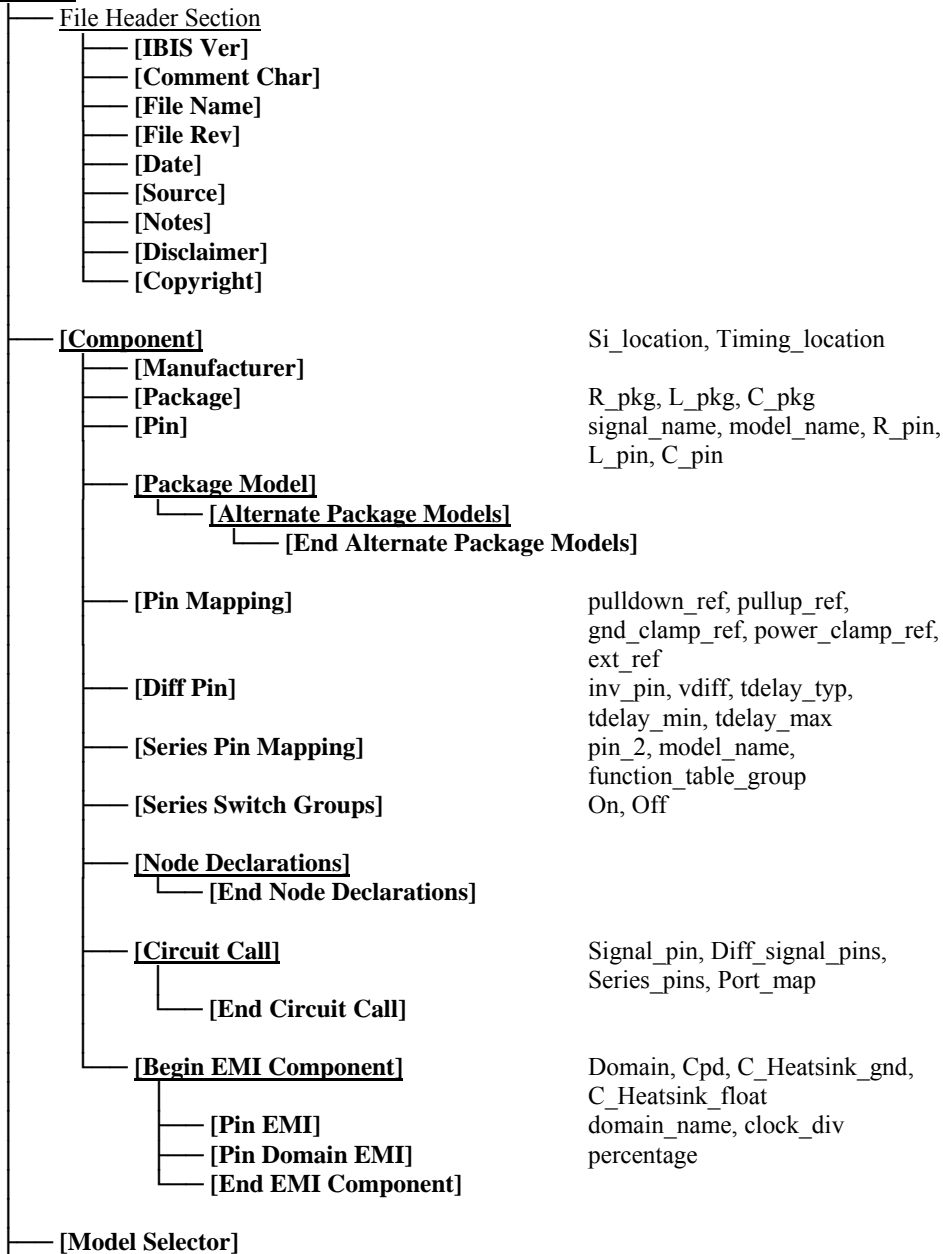 File Header Section
[IBIS Ver]
[Comment Char]
[File Name]
[File Rev]
[Date]
[Source]
[Notes]
[Disclaimer]
[Copyright]
[Component] Si_location, Timing_location
[Manufacturer]
[Package] R_pkg, L_pkg, C_pkg
[Pin] signal_name, model_name, R_pin,
L_pin, C_pin
[Package Model]
[Alternate Package Models]
[End Alternate Package Models]
[Pin Mapping] pulldown_ref, pullup_ref,
gnd_clamp_ref, power_clamp_ref,
ext_ref
[Diff Pin] inv_pin, vdiff, tdelay_typ,
tdelay_min, tdelay_max
[Series Pin Mapping] pin_2, model_name,
function_table_group
[Series Switch Groups] On, Off
[Node Declarations]
[End Node Declarations]
[Circuit Call] Signal_pin, Diff_signal_pins,
Series_pins, Port_map
[End Circuit Call]
[Begin EMI Component] Domain, Cpd, C_Heatsink_gnd,
C_Heatsink_float
[Pin EMI] domain_name, clock_div
[Pin Domain EMI] percentage
[End EMI Component]
[Model Selector]